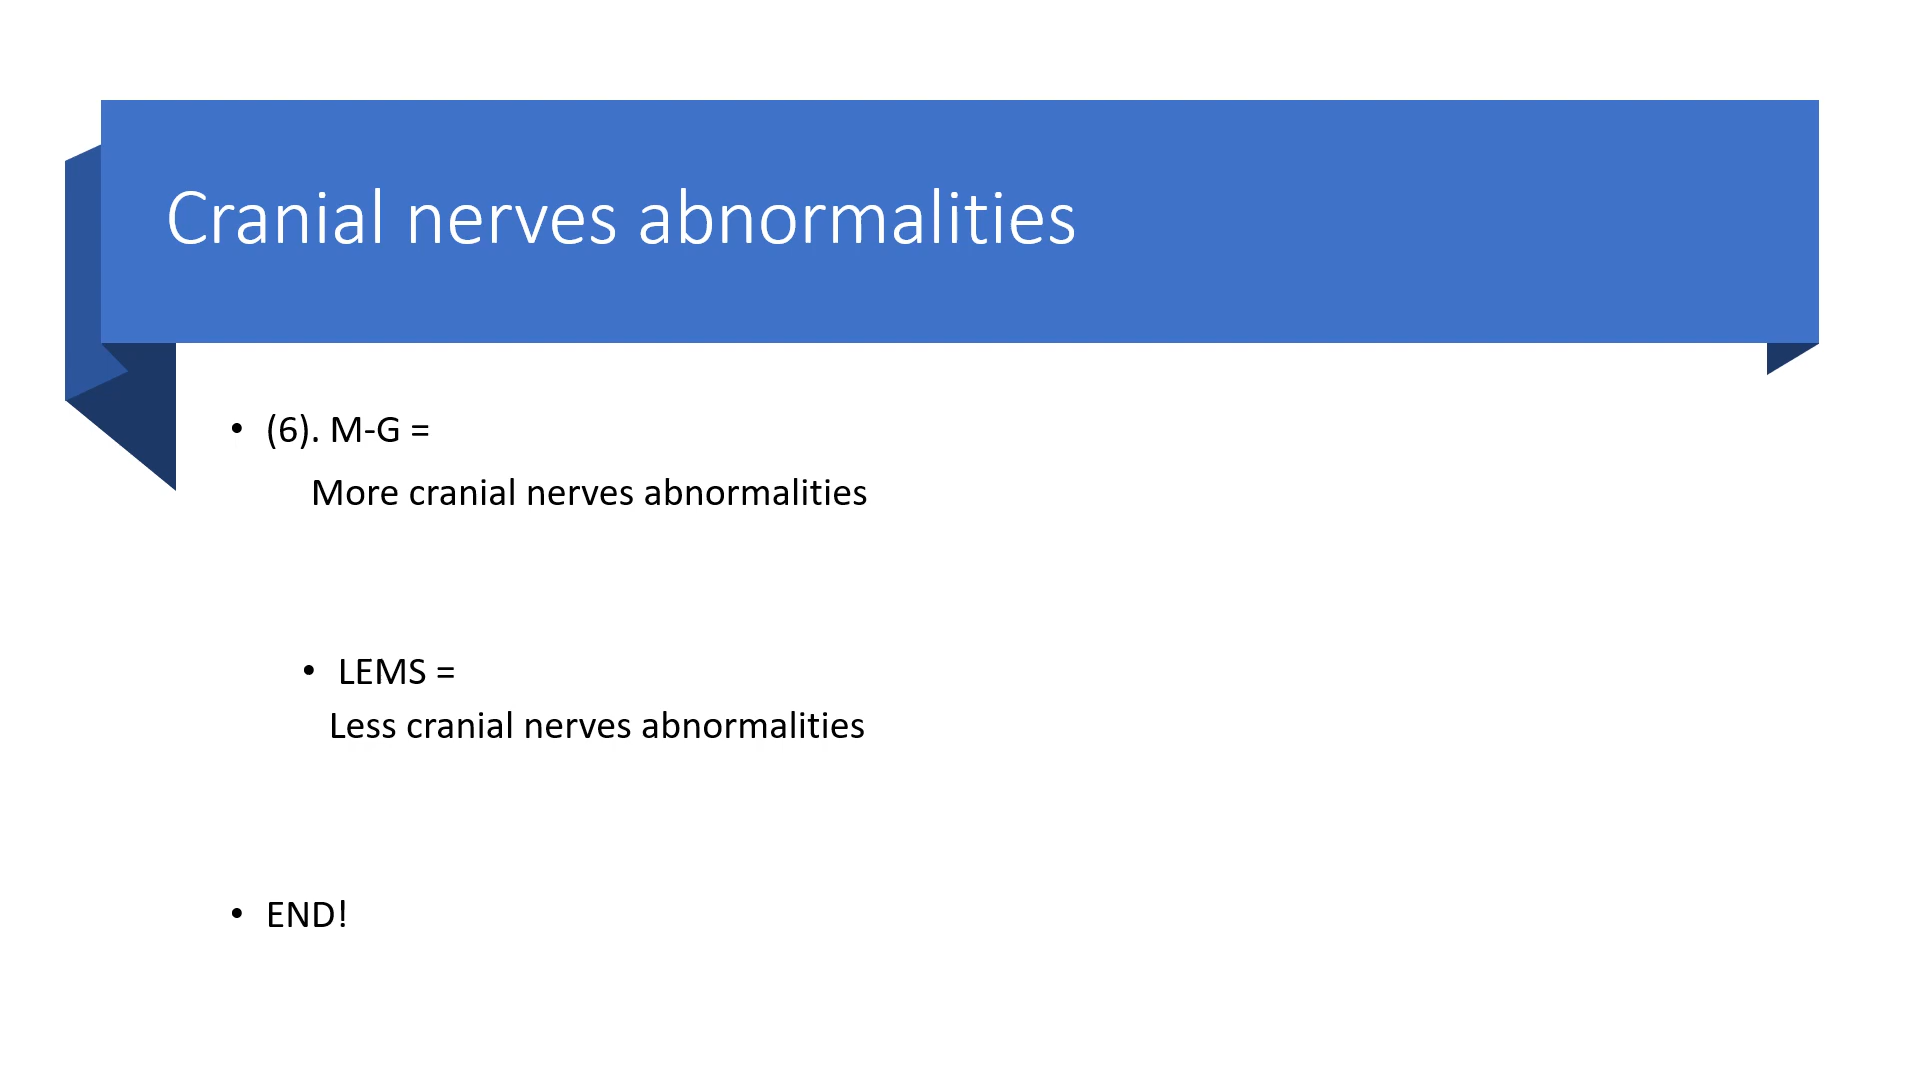 Cranial nerves abnormalities
• (6). M-G =
More cranial nerves abnormalities
• LEMS =
Less cranial nerves abnormalities
• END!